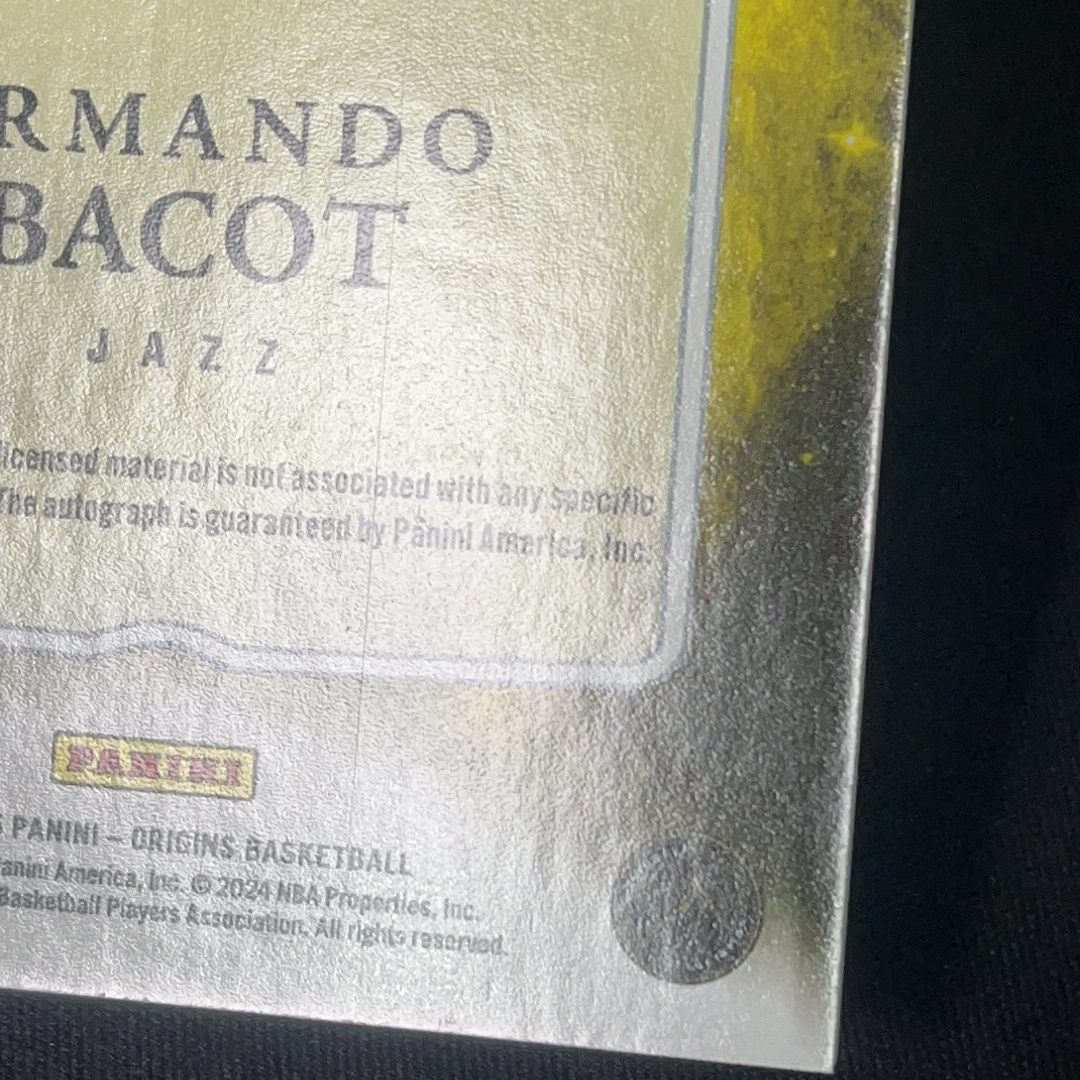 RMANDO
BACOT
JAZZ
licensed material is not associated with any specific
The autograph is guaranteed by Panini America, Inc.
PANINI
PANINI – ORIGINS BASKETBALL
anini America, Inc. © 2024 NBA Properties, Inc.
Basketball Players Association. All rights reserved.